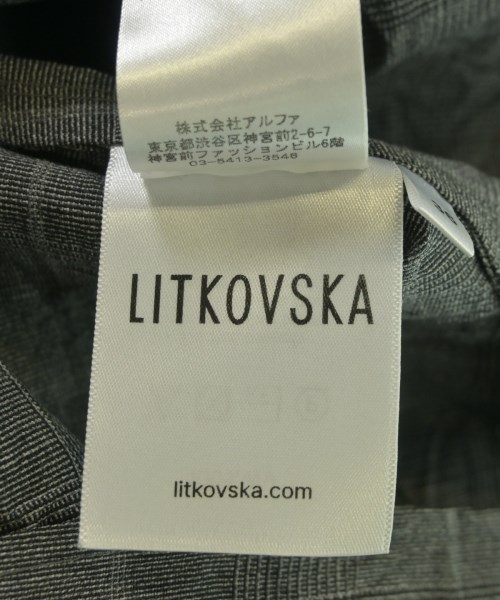 株式会社アルファ
東京都渋谷区神宮前2-6-7
神宮前ファッションビル6階
03-5413-3546
LITKOVSKA
litkovska.com